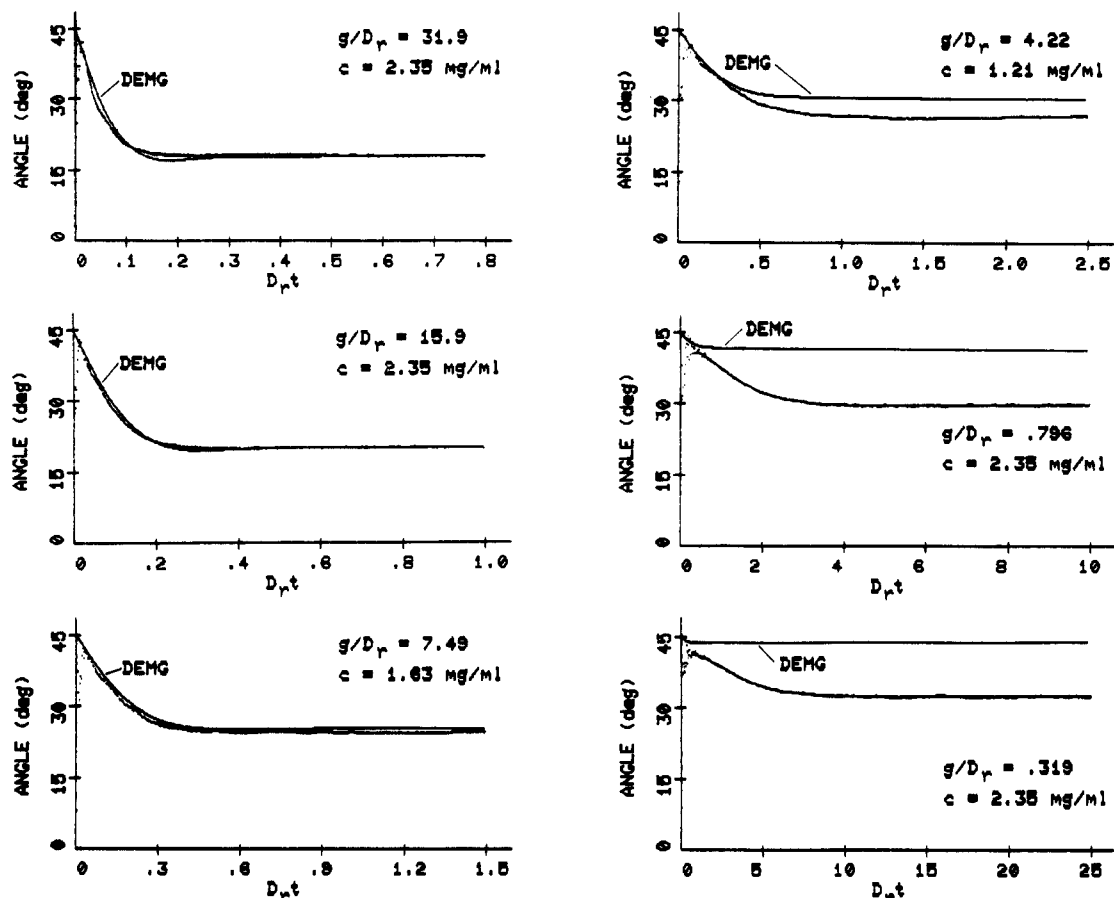 ANGLE (deg)
45
30
15
0
g/Dᵣ = 31.9
c = 2.35 mg/ml
DEMG
0 .1 .2 .3 .4 .5 .6 .7 .8
Dᵣt
ANGLE (deg)
45
30
15
0
g/Dᵣ = 15.9
c = 2.35 mg/ml
DEMG
0 .2 .4 .6 .8 1.0
Dᵣt
ANGLE (deg)
45
30
15
0
g/Dᵣ = 7.49
c = 1.63 mg/ml
DEMG
0 .3 .6 .9 1.2 1.5
Dᵣt
ANGLE (deg)
45
30
15
0
g/Dᵣ = 4.22
c = 1.21 mg/ml
DEMG
0 .5 1.0 1.5 2.0 2.5
Dᵣt
ANGLE (deg)
45
30
15
0
DEMG
g/Dᵣ = .796
c = 2.35 mg/ml
0 2 4 6 8 10
Dᵣt
ANGLE (deg)
45
30
15
0
DEMG
g/Dᵣ = .319
c = 2.35 mg/ml
0 5 10 15 20 25
Dᵣt